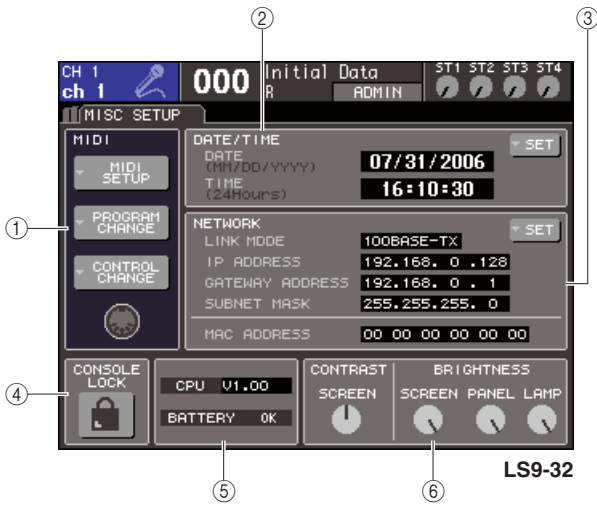 ② ③
CH 1
ch 1
000
Initial Data
R ADMIN
ST1 ST2 ST3 ST4
MISC SETUP
MIDI
MIDI SETUP
PROGRAM CHANGE
CONTROL CHANGE
①
DATE/TIME
SET
DATE (MM/DD/YYYY) 07/31/2006
TIME (24Hours) 16:10:30
NETWORK
SET
LINK MODE 100BASE-TX
IP ADDRESS 192.168. 0 .128
GATEWAY ADDRESS 192.168. 0 . 1
SUBNET MASK 255.255.255. 0
MAC ADDRESS 00 00 00 00 00 00
④
CONSOLE LOCK
CPU V1.00
BATTERY OK
CONTRAST
SCREEN
BRIGHTNESS
SCREEN PANEL LAMP
LS9-32
⑤ ⑥